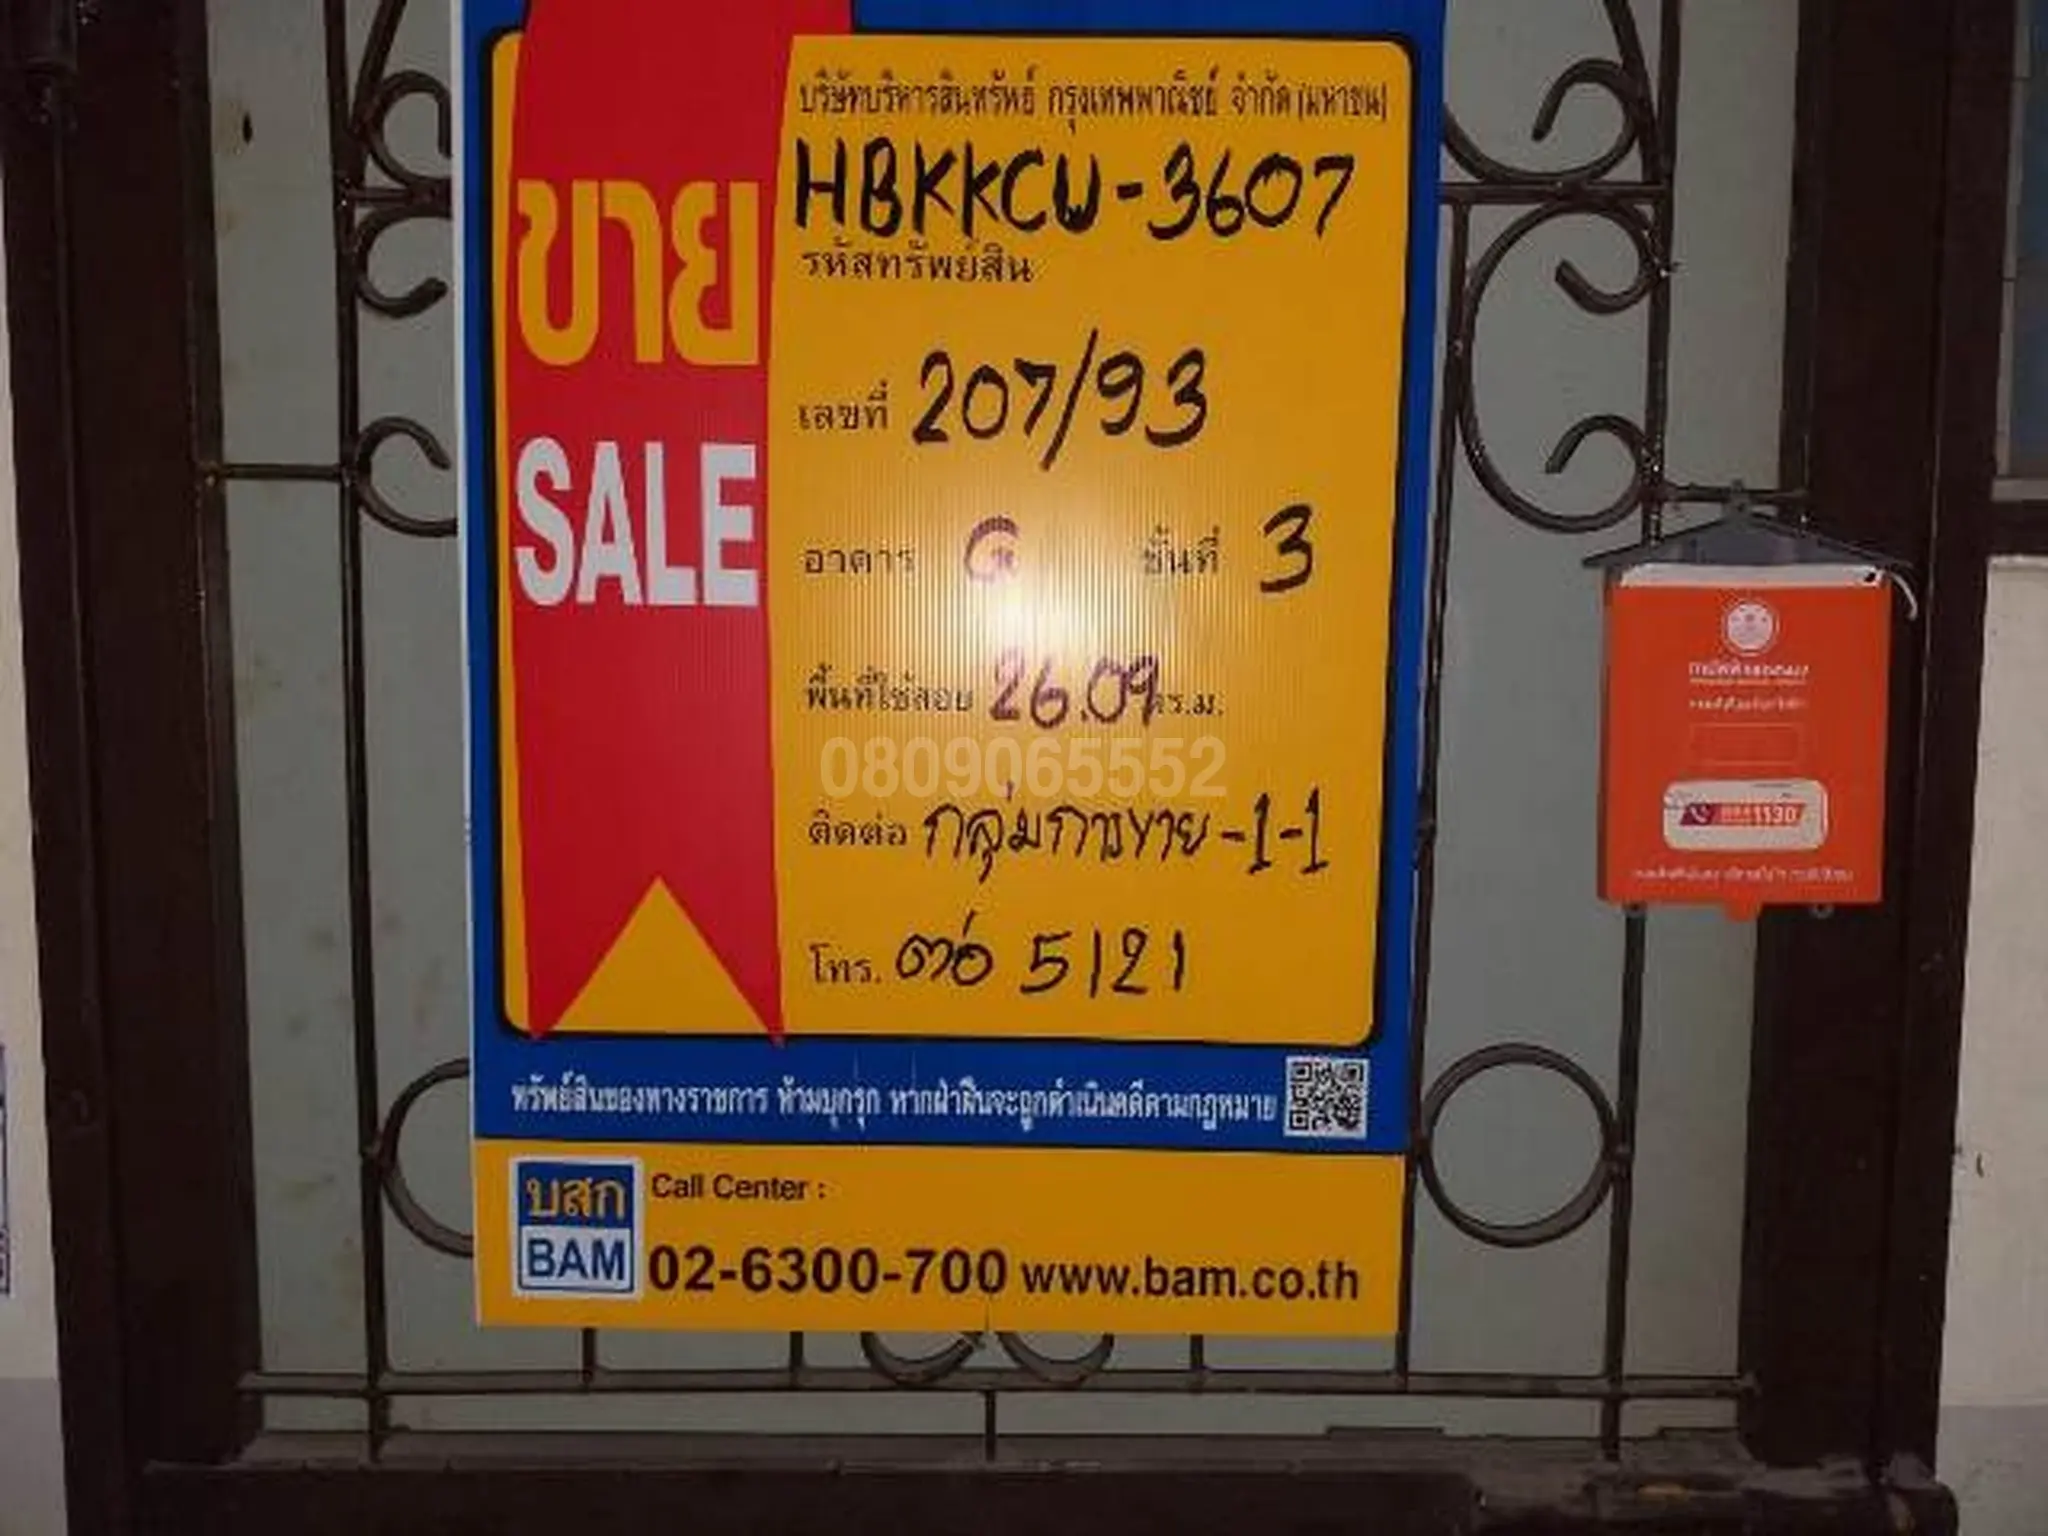 บริษัทบริหารสินทรัพย์ กรุงเทพพาณิชย์ จำกัด (มหาชน)
HBKKCU-3607
รหัสทรัพย์สิน
ขาย
SALE
เลขที่ 207/93
อาคาร G ชั้นที่ 3
พื้นที่ใช้สอย 26.09 ตร.ม.
0809065552
ติดต่อ กลุ่มการขาย-1-1
โทร. ต่อ 5121
ทรัพย์สินของทางราชการ ห้ามบุกรุก หากฝ่าฝืนจะถูกดำเนินคดีตามกฎหมาย
บสก
BAM
Call Center :
02-6300-700 www.bam.co.th
1130